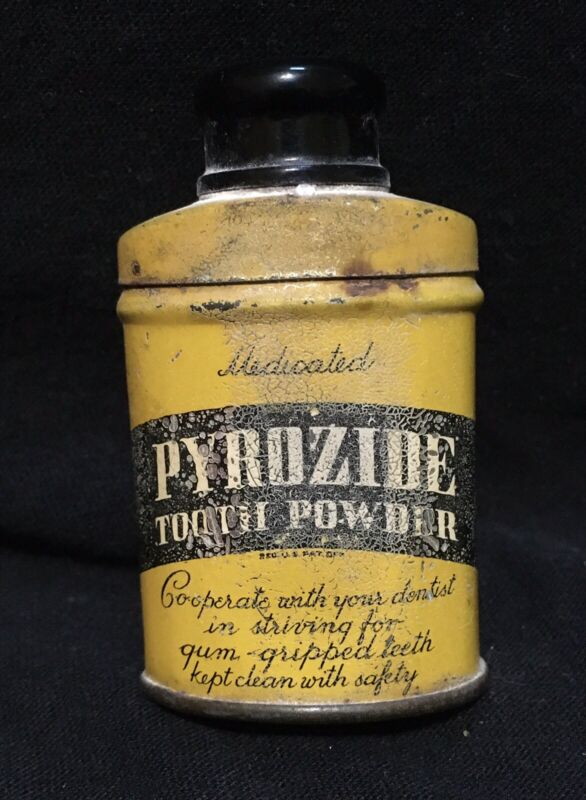 Medicated
PYROZIDE
TOOTH POWDER
REG. U.S. PAT. OFF.
Cooperate with your dentist
in striving for
gum-gripped teeth
kept clean with safety